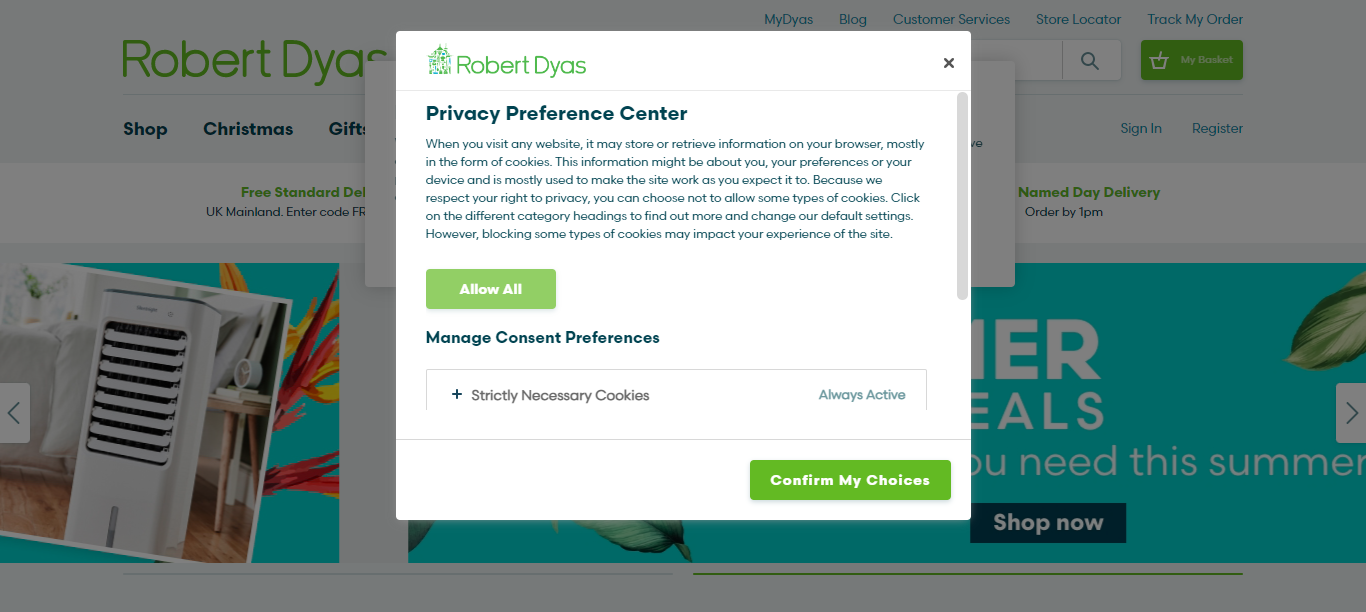 MyDyas Blog Customer Services Store Locator Track My Order
Robert Dyas
My Basket
Robert Dyas
Shop Christmas Gifts
Sign In Register
Privacy Preference Center
When you visit any website, it may store or retrieve information on your browser, mostly
in the form of cookies. This information might be about you, your preferences or your
device and is mostly used to make the site work as you expect it to. Because we
respect your right to privacy, you can choose not to allow some types of cookies. Click
on the different category headings to find out more and change our default settings.
However, blocking some types of cookies may impact your experience of the site.
Free Standard Del
UK Mainland. Enter code FR
Named Day Delivery
Order by 1pm
Allow All
Manage Consent Preferences
+ Strictly Necessary Cookies Always Active
MER
EALS
ou need this summer
Confirm My Choices
Shop now